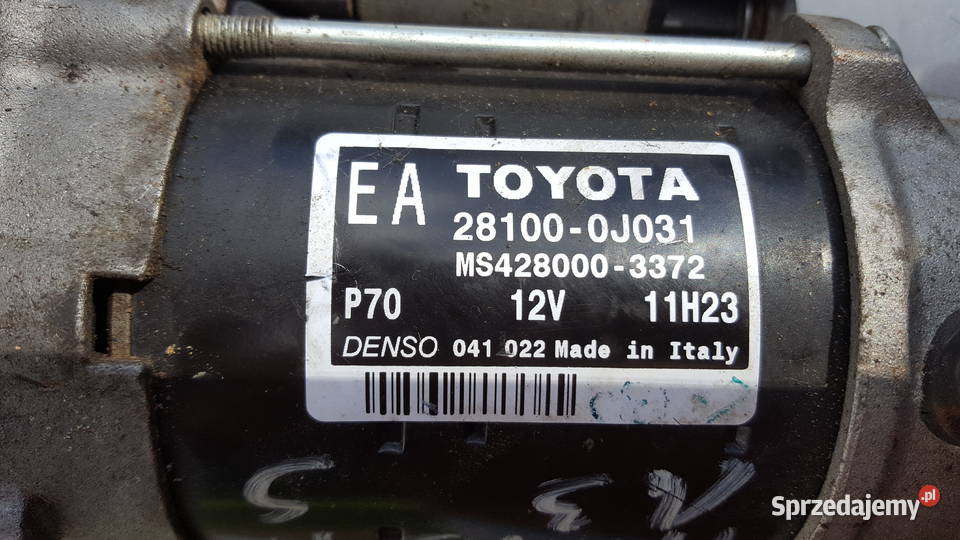 EA TOYOTA
28100-0J031
MS428000-3372
P70 12V 11H23
DENSO 041 022 Made in Italy
Sprzedajemy.pl